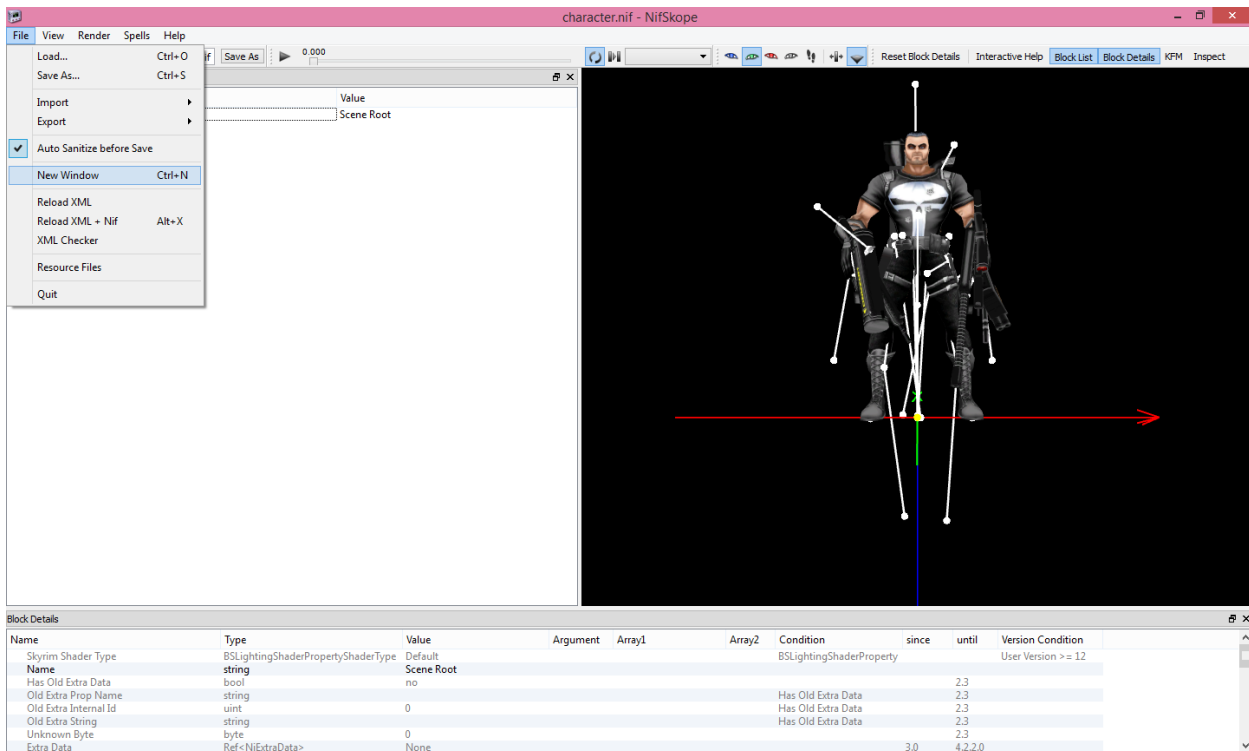 character.nif - NifSkope
File View Render Spells Help
Load... Ctrl+O
if Save As 0.000 Reset Block Details Interactive Help Block List Block Details KFM Inspect
Save As... Ctrl+S
Import
Value
Export
Scene Root
Auto Sanitize before Save
New Window Ctrl+N
Reload XML
Reload XML + Nif Alt+X
XML Checker
Resource Files
Quit
Block Details
Name Type Value Argument Array1 Array2 Condition since until Version Condition
Skyrim Shader Type BSLightingShaderPropertyShaderType Default BSLightingShaderProperty User Version >= 12
Name string Scene Root
Has Old Extra Data bool no 2.3
Old Extra Prop Name string Has Old Extra Data 2.3
Old Extra Internal Id uint 0 Has Old Extra Data 2.3
Old Extra String string Has Old Extra Data 2.3
Unknown Byte byte 0 2.3
Extra Data Ref<NiExtraData> None 3.0 4.2.2.0